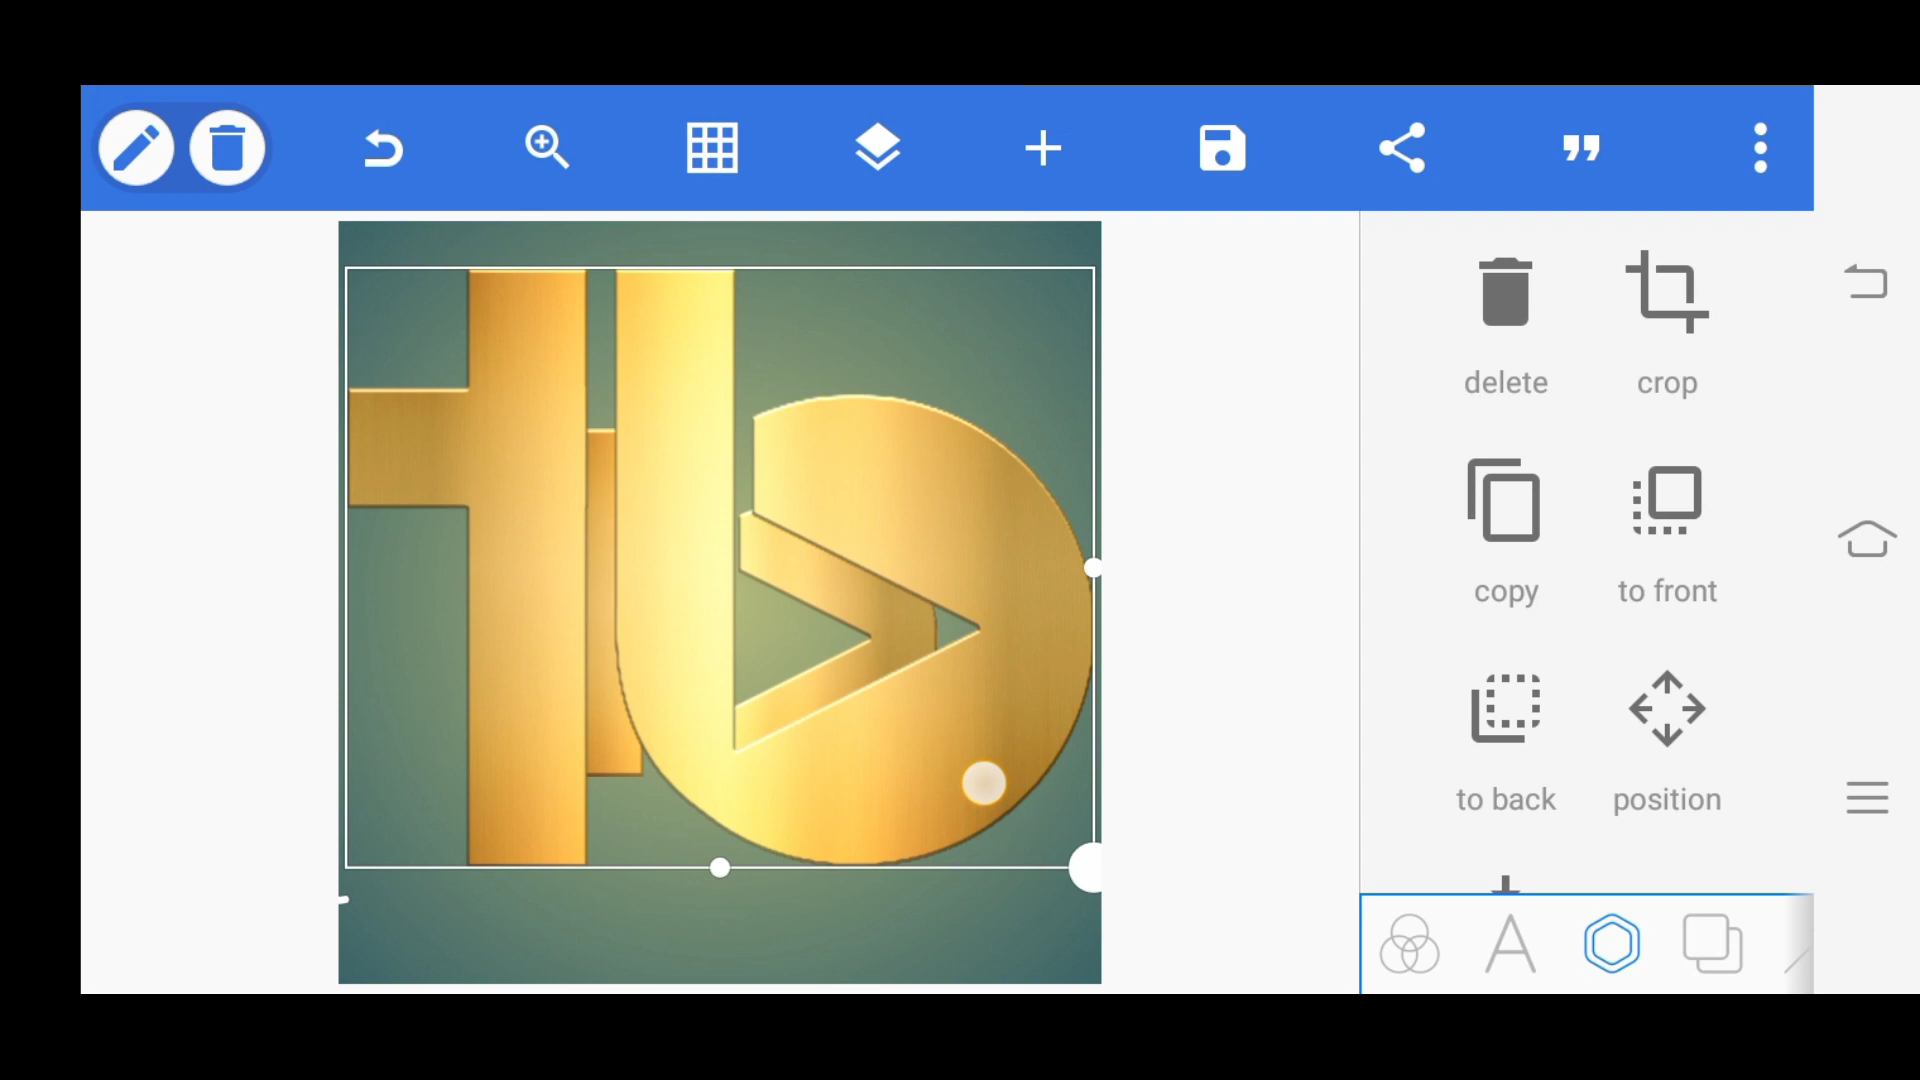 delete
crop
copy
to front
to back
position